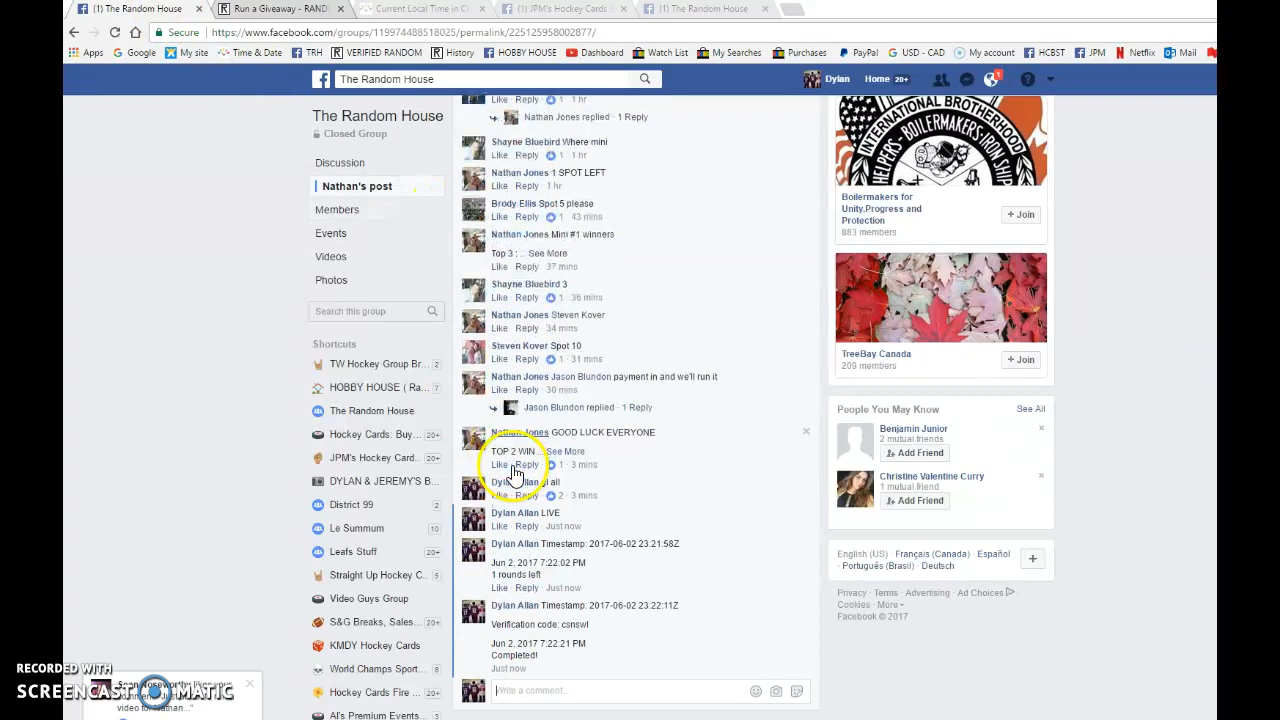 (1) The Random House
Run a Giveaway - RAND
Current Local Time in C
(1) JPM's Hockey Cards
(1) The Random House
Secure
https://www.facebook.com/groups/119974488518025/permalink/225125958002877/
Apps
Google
My site
Time & Date
TRH
VERIFIED RANDOM
History
HOBBY HOUSE
Dashboard
Watch List
My Searches
Purchases
PayPal
USD - CAD
My account
HCBST
JPM
Netflix
Mail
The Random House
Dylan
Home 20+
1
The Random House
Closed Group
Discussion
Nathan's post
Members
Events
Videos
Photos
Search this group
Shortcuts
TW Hockey Group Br... 2
HOBBY HOUSE ( Ra... 7
The Random House
Hockey Cards: Buy... 20+
JPM's Hockey Card... 20+
DYLAN & JEREMY'S B...
District 99 2
Le Summum 10
Leafs Stuff 20+
Straight Up Hockey C... 5
Video Guys Group
S&G Breaks, Sales... 20+
KMDY Hockey Cards
World Champs Sport... 8
Hockey Cards Fire ... 20+
Al's Premium Events... 3
Like · Reply · 1 · 1 hr
Nathan Jones replied · 1 Reply
Shayne Bluebird Where mini
Like · Reply · 1 · 1 hr
Nathan Jones 1 SPOT LEFT
Like · Reply · 1 hr
Brody Ellis Spot 5 please
Like · Reply · 1 · 43 mins
Nathan Jones Mini #1 winners
Top 3 : ... See More
Like · Reply · 37 mins
Shayne Bluebird 3
Like · Reply · 1 · 36 mins
Nathan Jones Steven Kover
Like · Reply · 34 mins
Steven Kover Spot 10
Like · Reply · 1 · 31 mins
Nathan Jones Jason Blundon payment in and we'll run it
Like · Reply · 30 mins
Jason Blundon replied · 1 Reply
Nathan Jones GOOD LUCK EVERYONE
TOP 2 WIN ... See More
Like · Reply · 1 · 3 mins
Dylan Allan gl all
Like · Reply · 2 · 3 mins
Dylan Allan LIVE
Like · Reply · Just now
Dylan Allan Timestamp: 2017-06-02 23:21:58Z
Jun 2, 2017 7:22:02 PM
1 rounds left
Like · Reply · Just now
Dylan Allan Timestamp: 2017-06-02 23:22:11Z
Verification code: csnswl
Jun 2, 2017 7:22:21 PM
Completed!
Just now
Write a comment...
INTERNATIONAL BROTHERHOOD
BOILERMAKERS · IRON SHIP
HELPERS
Boilermakers for
Unity,Progress and
Protection
883 members
+ Join
TreeBay Canada
209 members
+ Join
People You May Know
See All
Benjamin Junior
2 mutual friends
Add Friend
Christine Valentine Curry
1 mutual friend
Add Friend
English (US) · Français (Canada) · Español
· Português (Brasil) · Deutsch
Privacy · Terms · Advertising · Ad Choices ·
Cookies · More
Facebook © 2017
RECORDED WITH
SCREENCAST MATIC